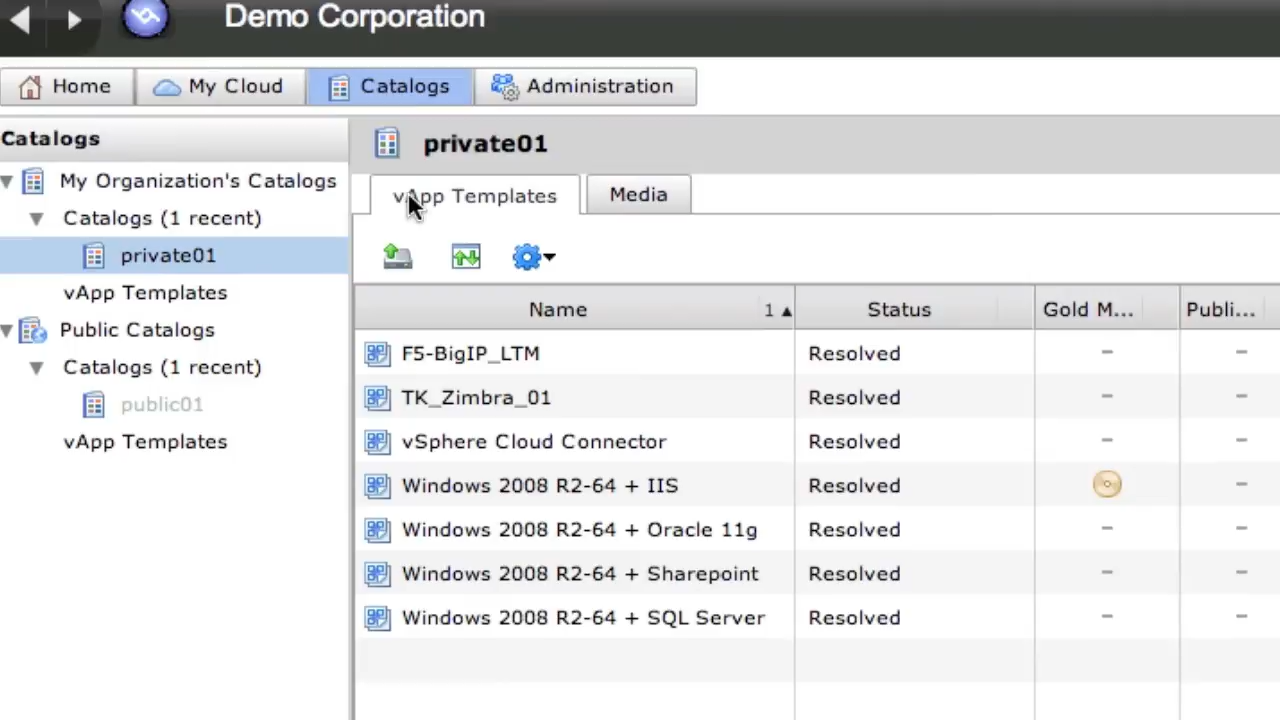 Demo Corporation
Home
My Cloud
Catalogs
Administration
Catalogs
My Organization's Catalogs
Catalogs (1 recent)
private01
vApp Templates
Public Catalogs
Catalogs (1 recent)
public01
vApp Templates
private01
vApp Templates
Media
Name 1 ▲ Status Gold M... Publi...
F5-BigIP_LTM Resolved - -
TK_Zimbra_01 Resolved - -
vSphere Cloud Connector Resolved - -
Windows 2008 R2-64 + IIS Resolved -
Windows 2008 R2-64 + Oracle 11g Resolved - -
Windows 2008 R2-64 + Sharepoint Resolved - -
Windows 2008 R2-64 + SQL Server Resolved - -